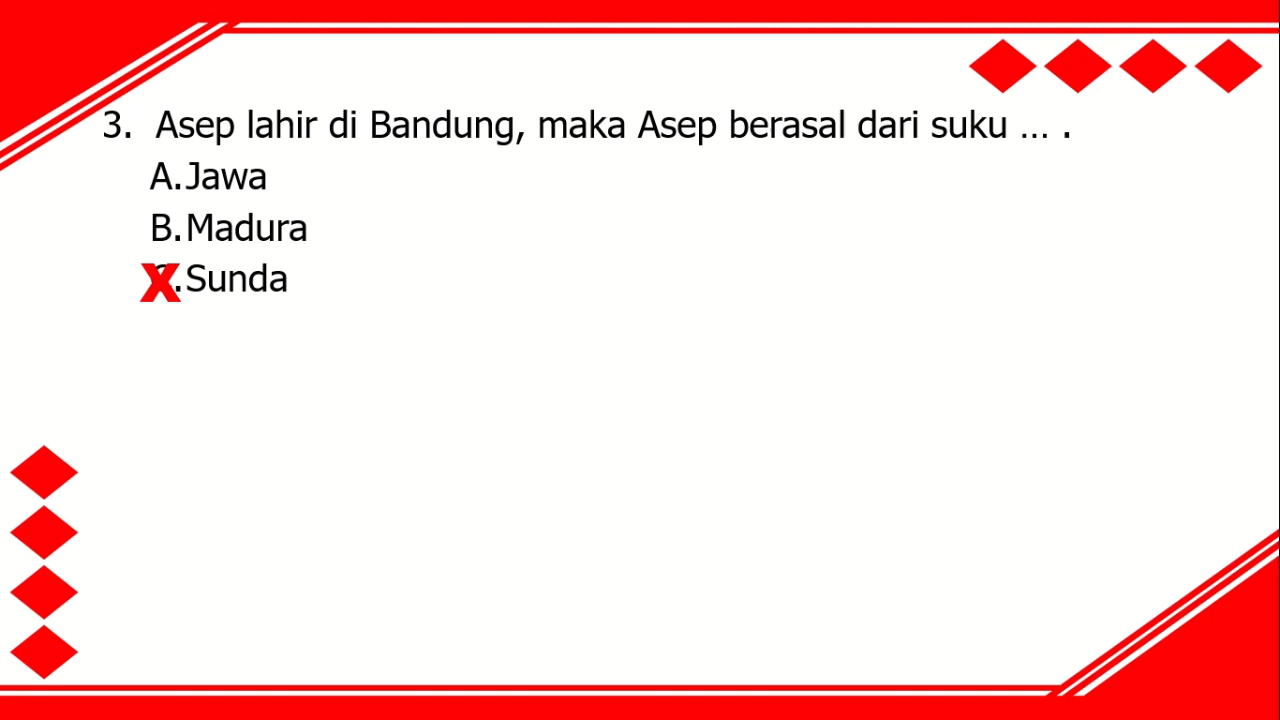 3. Asep lahir di Bandung, maka Asep berasal dari suku ... .
A. Jawa
B. Madura
X. Sunda